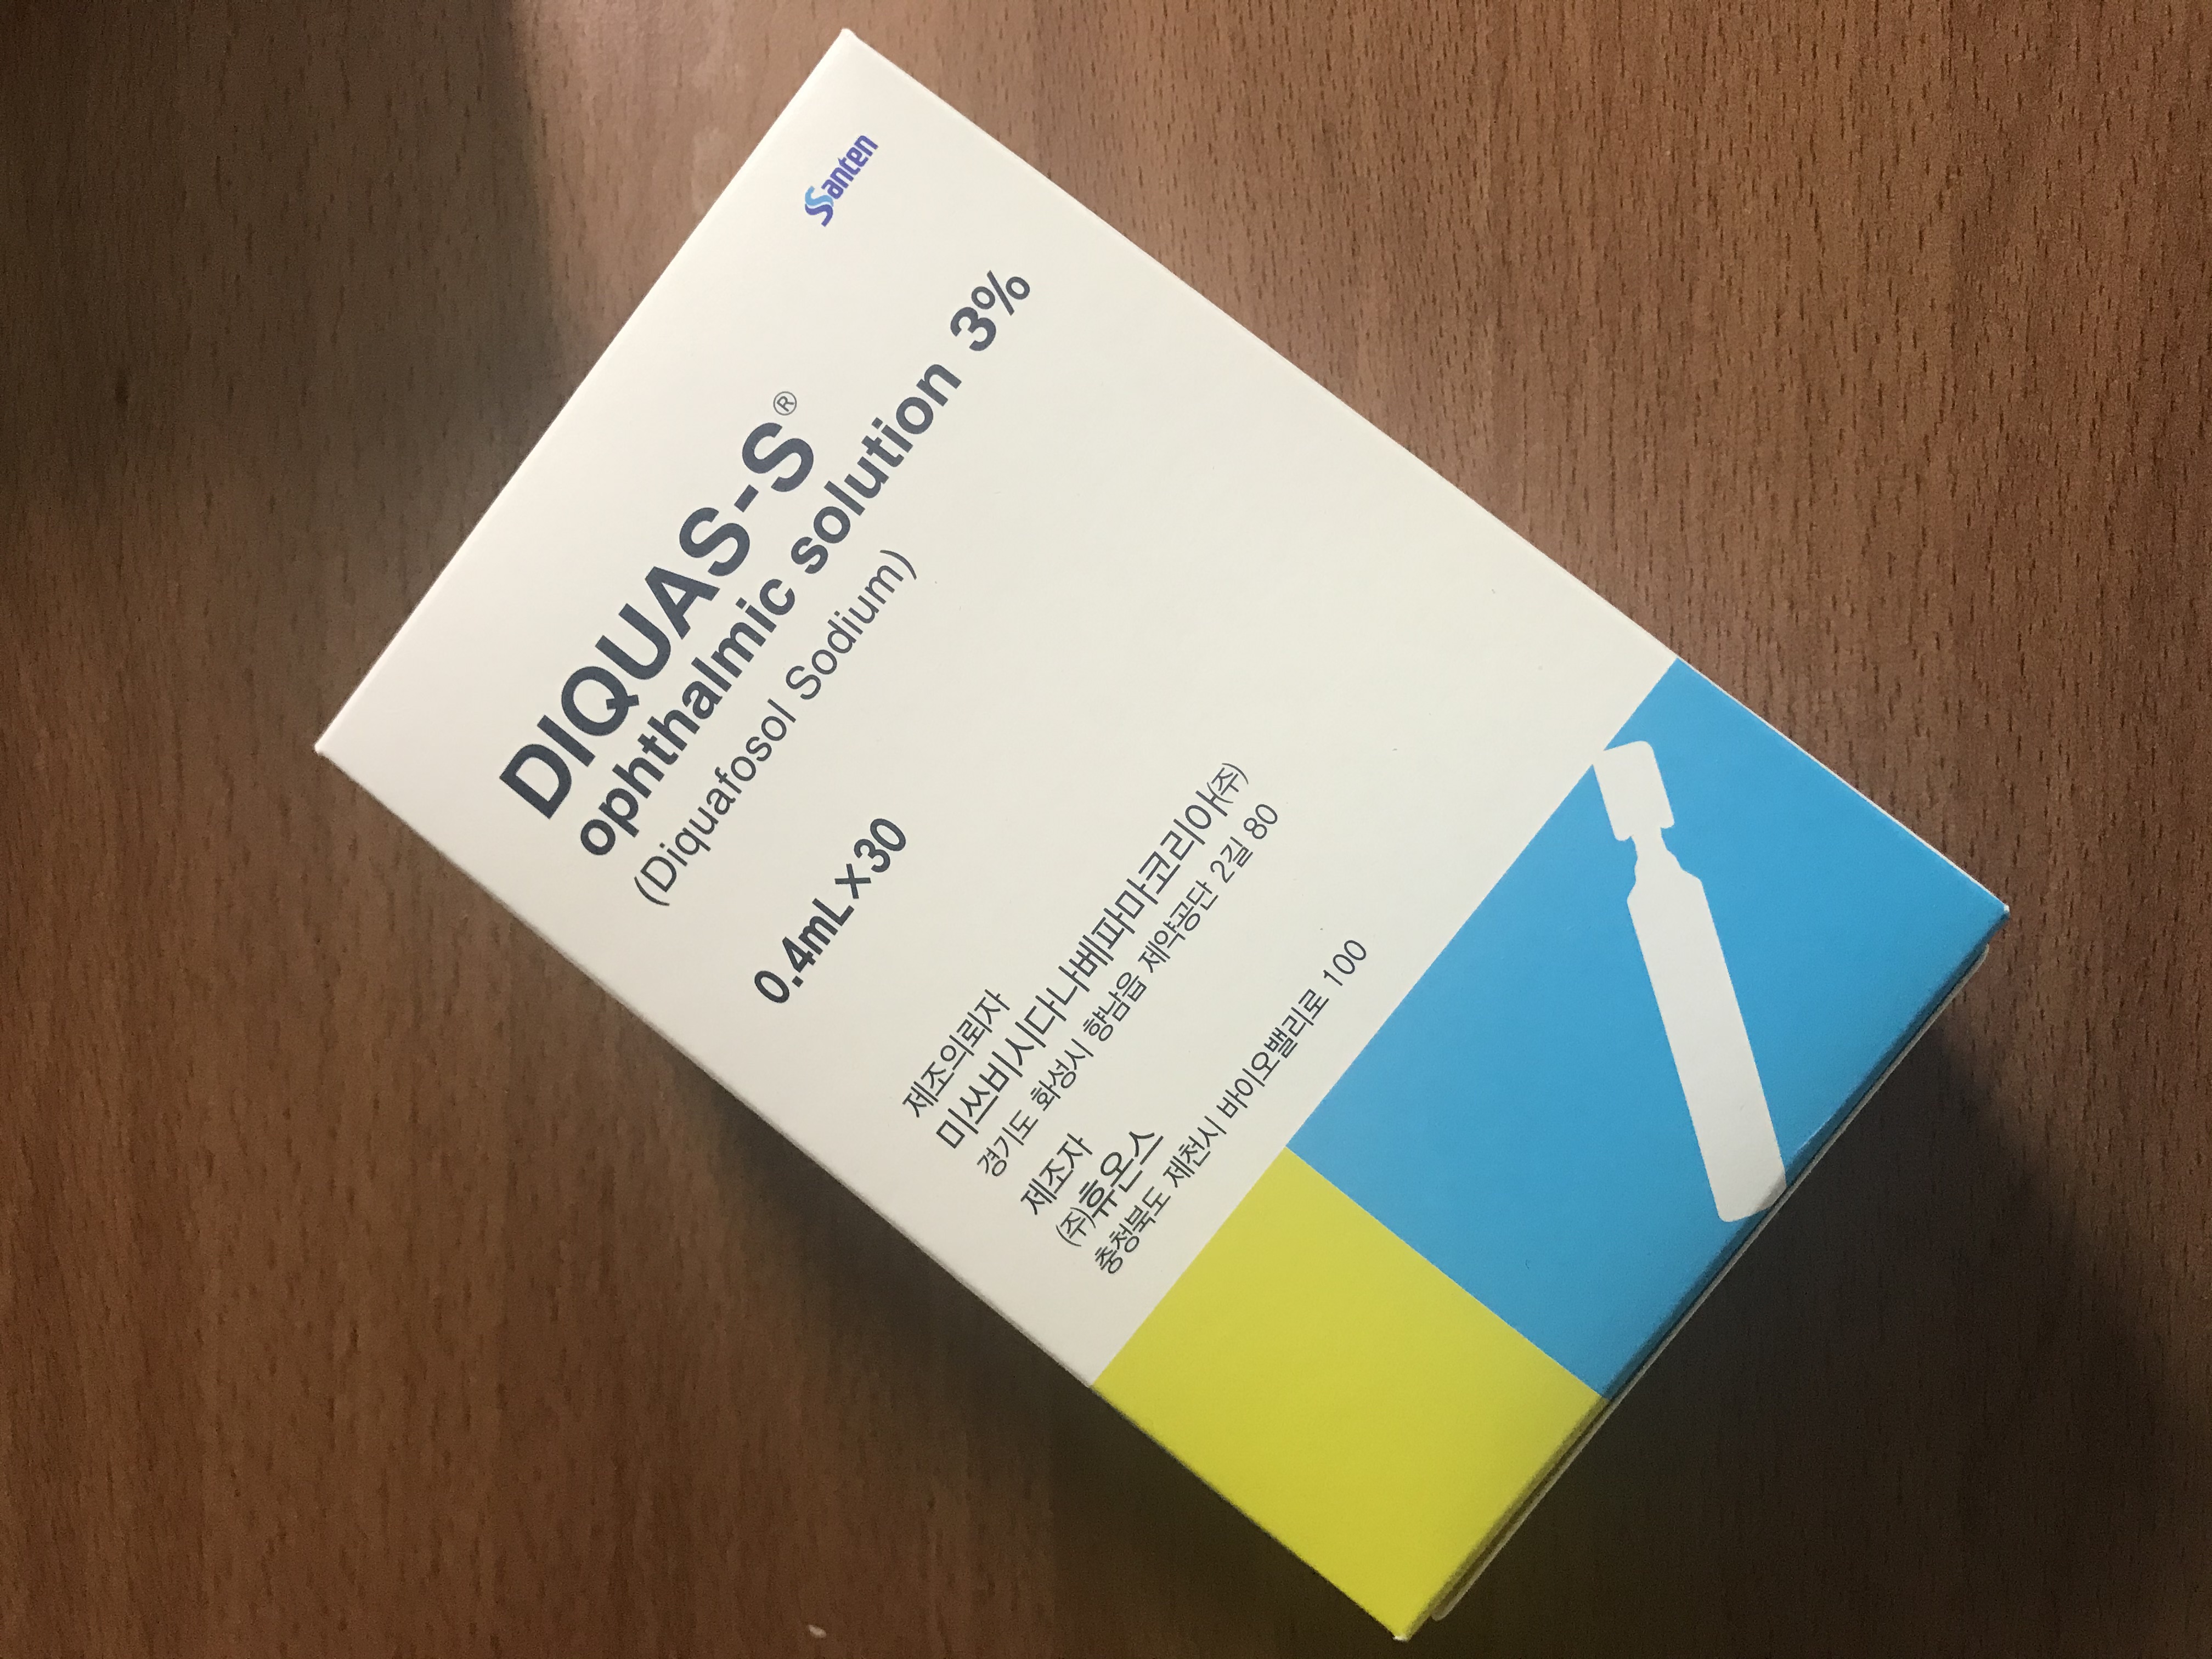 Santen
DIQUAS-S®
ophthalmic solution 3%
(Diquafosol Sodium)
0.4mL×30
제조의뢰자
미쓰비시다나베파마코리아(주)
경기도 화성시 향남읍 제약공단 2길 80
제조자
(주)휴온스
충청북도 제천시 바이오밸리로 100